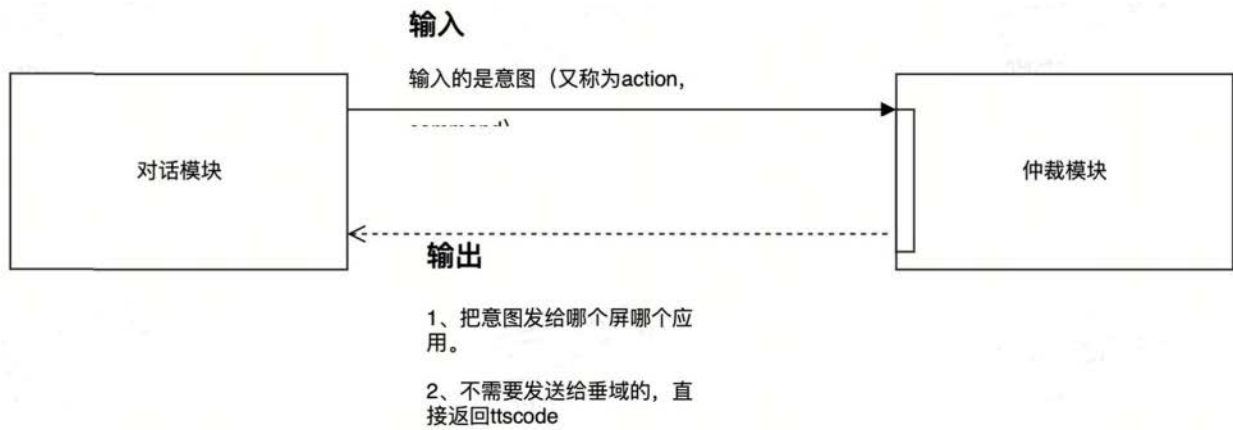 输入
输入的是意图（又称为action，
对话模块
仲裁模块
输出
1、把意图发给哪个屏哪个应
用。
2、不需要发送给垂域的，直
接返回ttscode